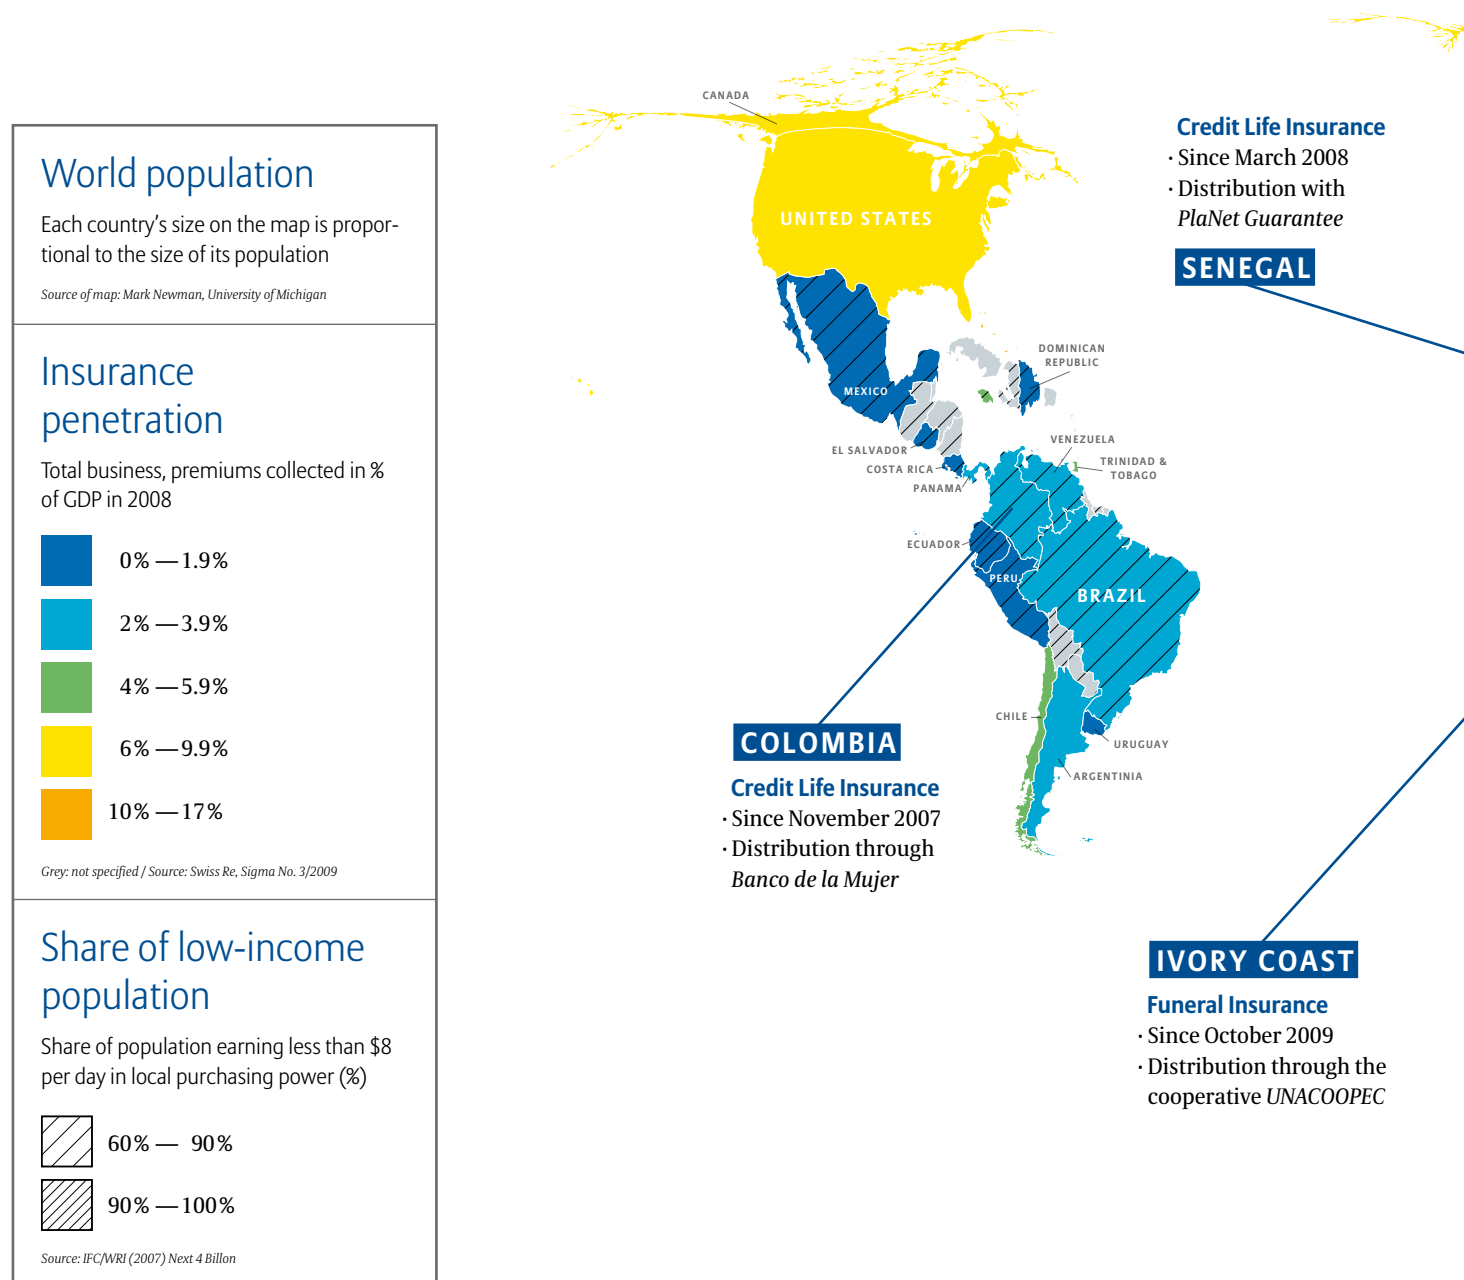 World population
Each country's size on the map is propor-
tional to the size of its population
Source of map: Mark Newman, University of Michigan
Insurance
penetration
Total business, premiums collected in %
of GDP in 2008
0% — 1.9%
2% — 3.9%
4% — 5.9%
6% — 9.9%
10% — 17%
Grey: not specified / Source: Swiss Re, Sigma No. 3/2009
Share of low-income
population
Share of population earning less than $8
per day in local purchasing power (%)
60% — 90%
90% — 100%
Source: IFC/WRI (2007) Next 4 Billon
CANADA
UNITED STATES
MEXICO
DOMINICAN
REPUBLIC
EL SALVADOR
COSTA RICA
PANAMA
VENEZUELA
TRINIDAD &
TOBAGO
ECUADOR
PERU
BRAZIL
CHILE
URUGUAY
ARGENTINIA
Credit Life Insurance
· Since March 2008
· Distribution with
PlaNet Guarantee
SENEGAL
COLOMBIA
Credit Life Insurance
· Since November 2007
· Distribution through
Banco de la Mujer
IVORY COAST
Funeral Insurance
· Since October 2009
· Distribution through the
cooperative UNACOOPEC